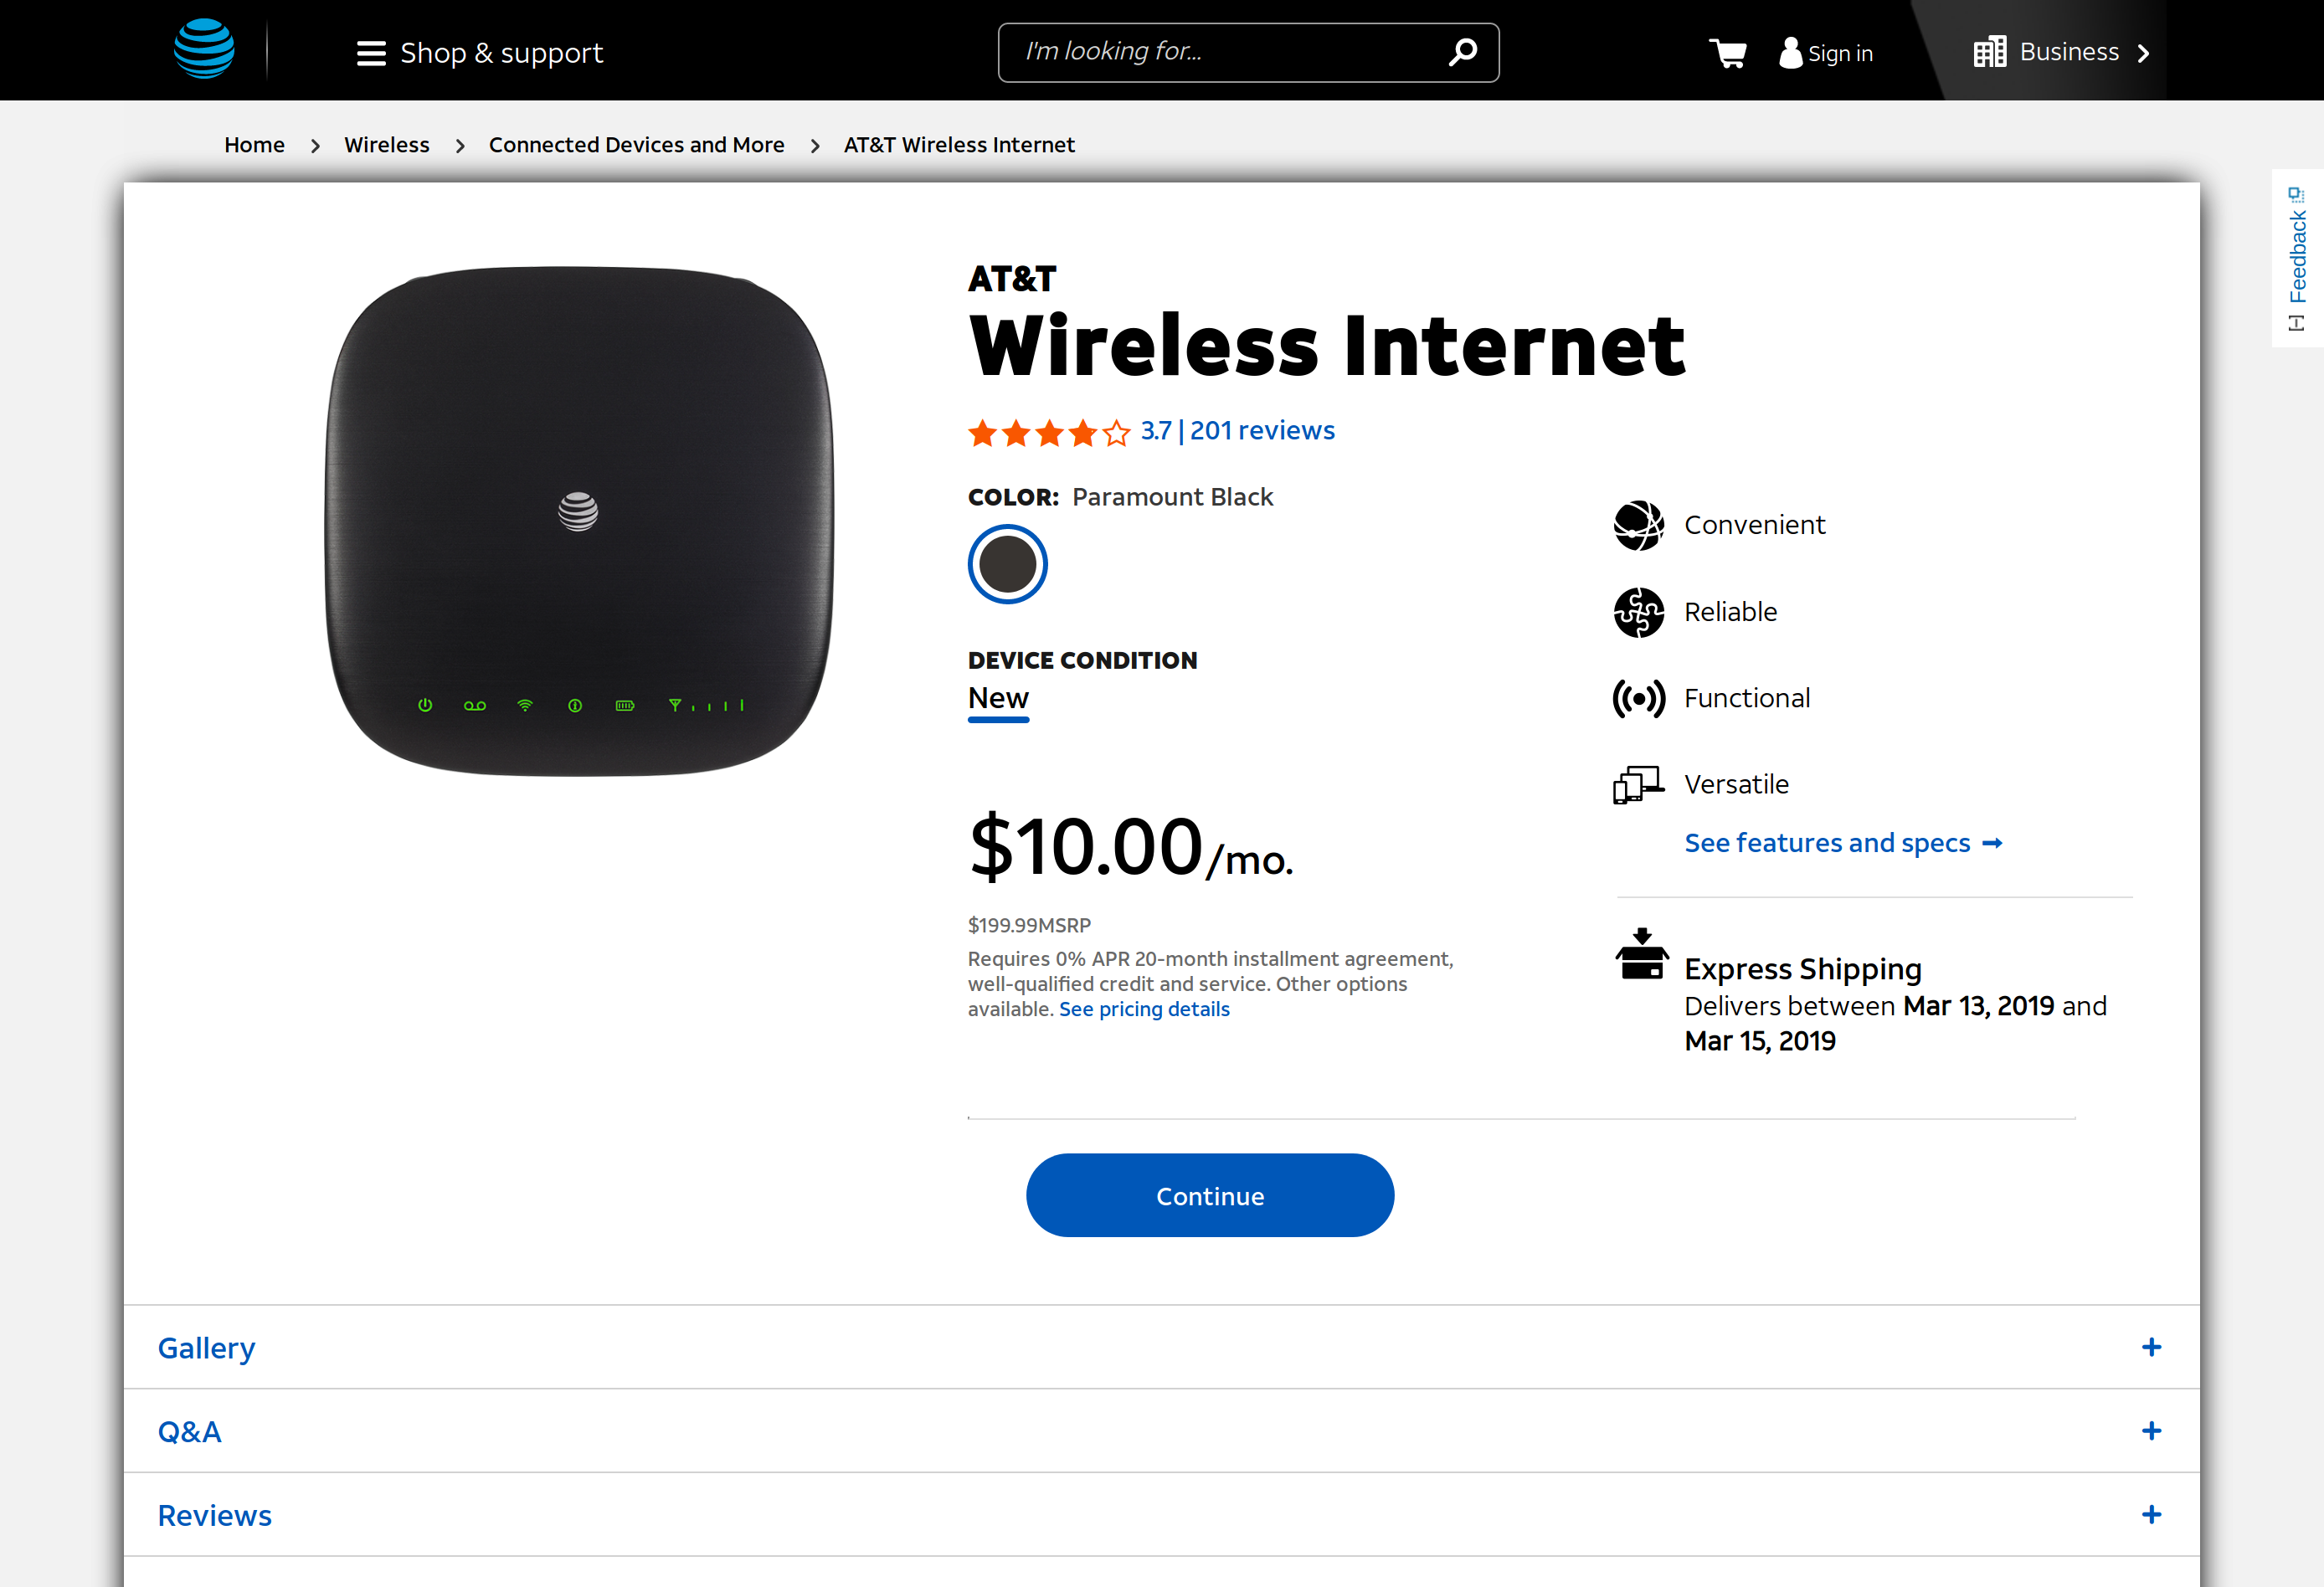 Shop & support
I'm looking for...
Sign in
Business
Home
Wireless
Connected Devices and More
AT&T Wireless Internet
Feedback
[-]
AT&T
Wireless Internet
3.7 | 201 reviews
COLOR: Paramount Black
DEVICE CONDITION
New
$10.00/mo.
$199.99MSRP
Requires 0% APR 20-month installment agreement,
well-qualified credit and service. Other options
available. See pricing details
Convenient
Reliable
Functional
Versatile
See features and specs
Express Shipping
Delivers between Mar 13, 2019 and
Mar 15, 2019
Continue
Gallery
Q&A
Reviews